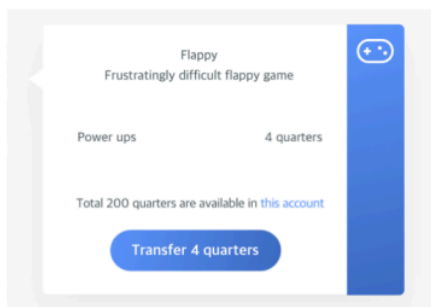 Flappy
Frustratingly difficult flappy game
Power ups 4 quarters
Total 200 quarters are available in this account
Transfer 4 quarters